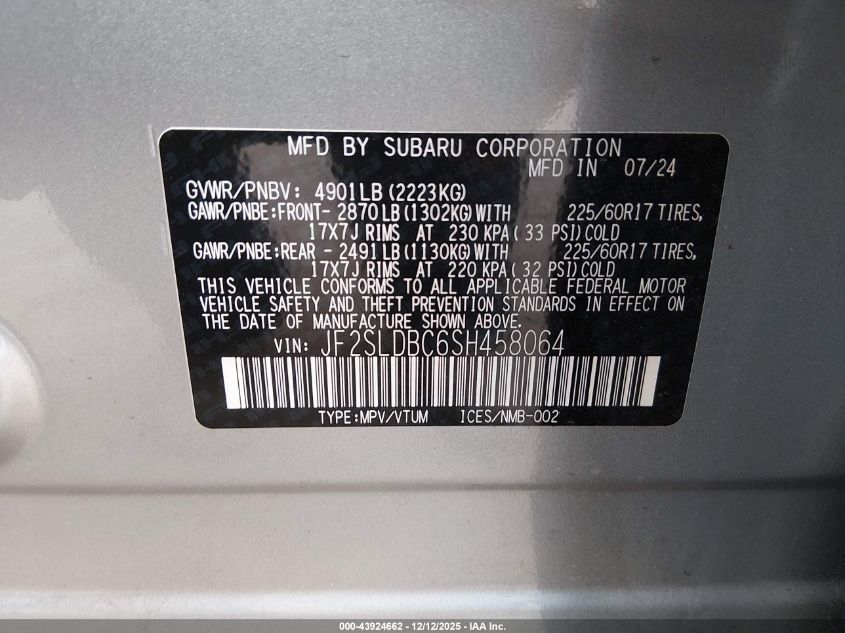 MFD BY SUBARU CORPORATION
MFD IN 07/24
GVWR/PNBV: 4901LB (2223KG)
GAWR/PNBE:FRONT- 2870LB (1302KG)WITH 225/60R17 TIRES,
17X7J RIMS AT 230 KPA( 33 PSI)COLD
GAWR/PNBE:REAR - 2491LB (1130KG)WITH 225/60R17 TIRES,
17X7J RIMS AT 220 KPA( 32 PSI)COLD
THIS VEHICLE CONFORMS TO ALL APPLICABLE FEDERAL MOTOR
VEHICLE SAFETY AND THEFT PREVENTION STANDARDS IN EFFECT ON
THE DATE OF MANUFACTURE SHOWN ABOVE.
VIN: JF2SLDBC6SH458064
TYPE:MPV/VTUM ICES/NMB-002
000-43924662 - 12/12/2025 - IAA Inc.